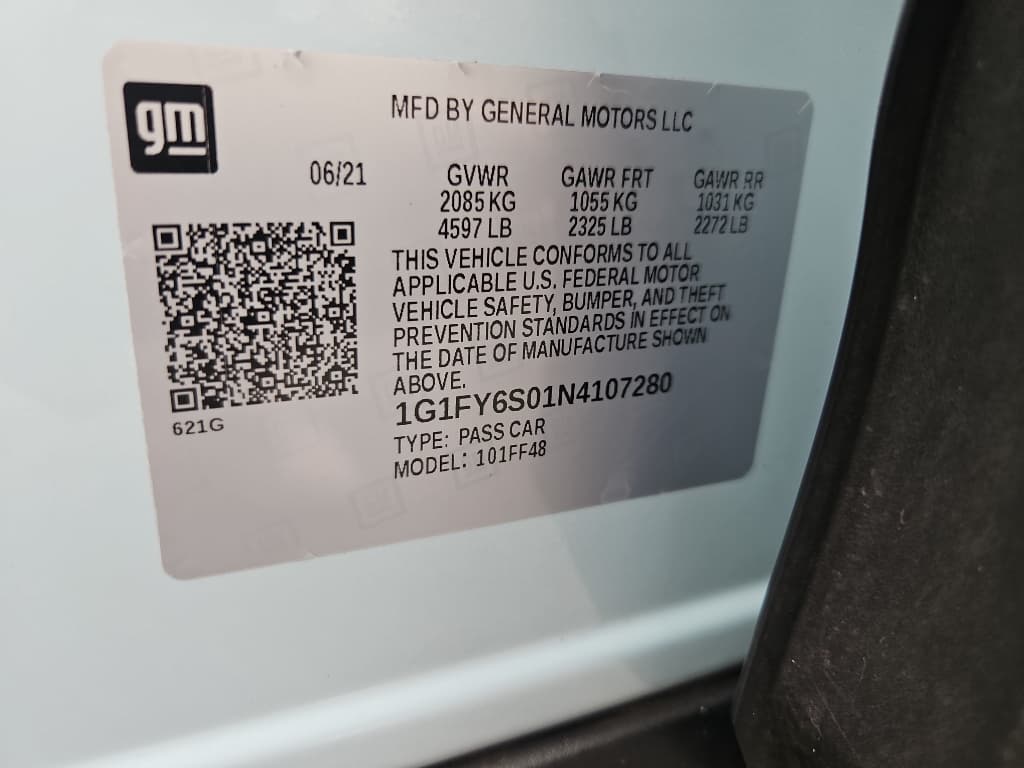 gm
MFD BY GENERAL MOTORS LLC
06/21 GVWR GAWR FRT GAWR RR
2085 KG 1055 KG 1031 KG
4597 LB 2325 LB 2272 LB
THIS VEHICLE CONFORMS TO ALL
APPLICABLE U.S. FEDERAL MOTOR
VEHICLE SAFETY, BUMPER, AND THEFT
PREVENTION STANDARDS IN EFFECT ON
THE DATE OF MANUFACTURE SHOWN
ABOVE.
1G1FY6S01N4107280
621G
TYPE: PASS CAR
MODEL: 101FF48